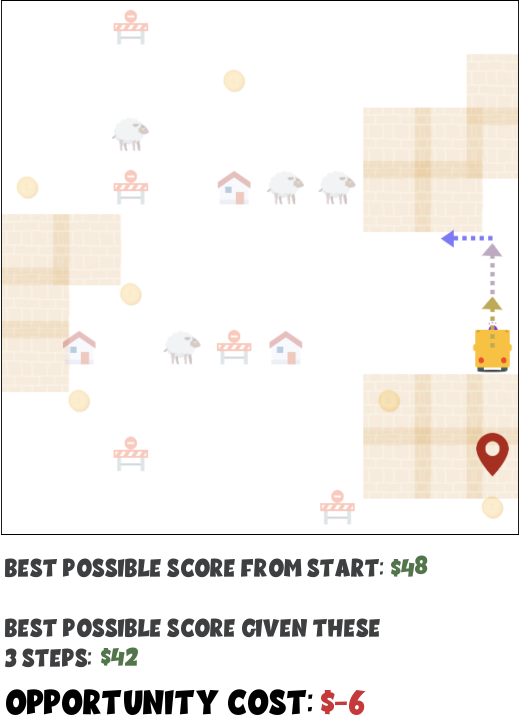 BEST POSSIBLE SCORE FROM START: $48
BEST POSSIBLE SCORE GIVEN THESE
3 STEPS: $42
OPPORTUNITY COST: $-6